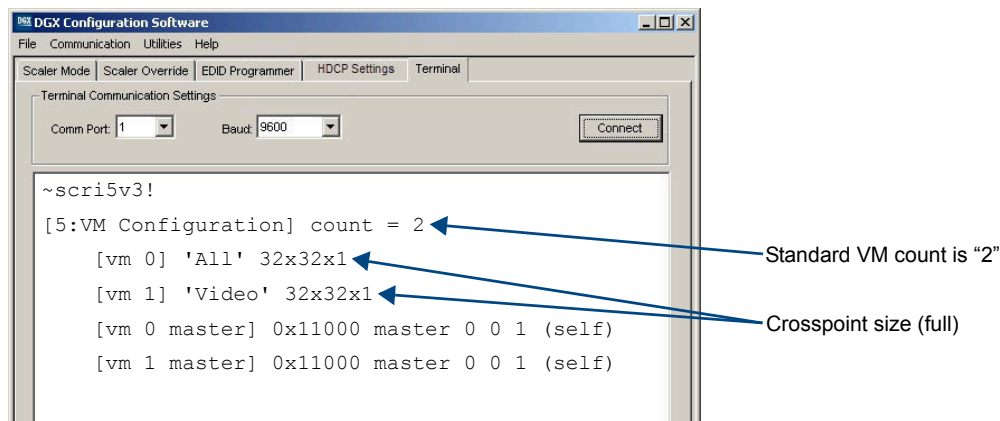 DGX DGX Configuration Software
File Communication Utilities Help
Scaler Mode Scaler Override EDID Programmer HDCP Settings Terminal
Terminal Communication Settings
Comm Port: 1 Baud: 9600 Connect
~scri5v3!
[5:VM Configuration] count = 2
[vm 0] 'All' 32x32x1
[vm 1] 'Video' 32x32x1
[vm 0 master] 0x11000 master 0 0 1 (self)
[vm 1 master] 0x11000 master 0 0 1 (self)
Standard VM count is “2”
Crosspoint size (full)